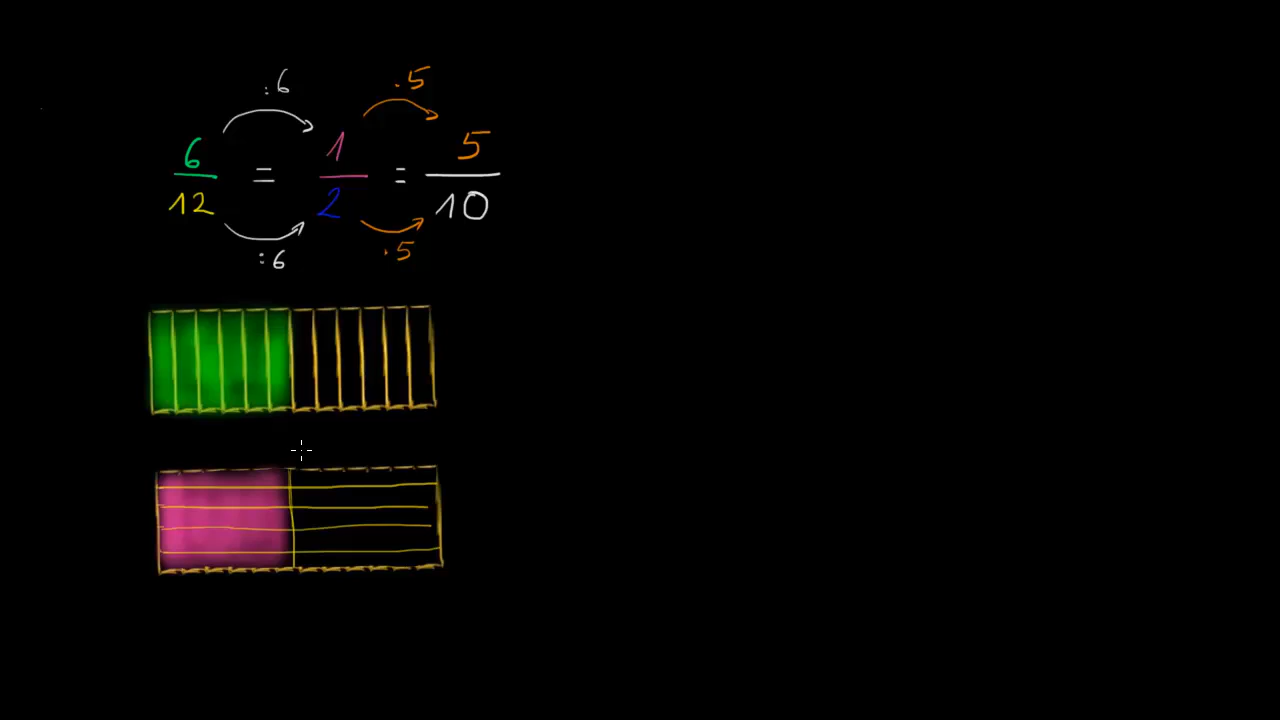 :6 .5
6/12 = 1/2 = 5/10
:6 .5